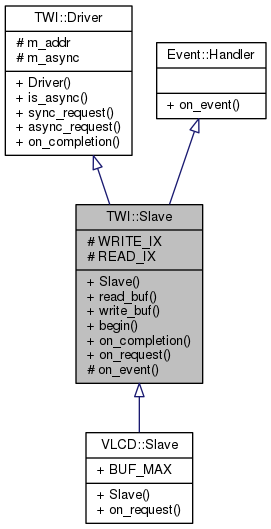 TWI::Driver
# m_addr
# m_async
+ Driver()
+ is_async()
+ sync_request()
+ async_request()
+ on_completion()
Event::Handler
+ on_event()
TWI::Slave
# WRITE_IX
# READ_IX
+ Slave()
+ read_buf()
+ write_buf()
+ begin()
+ on_completion()
+ on_request()
# on_event()
VLCD::Slave
+ BUF_MAX
+ Slave()
+ on_request()